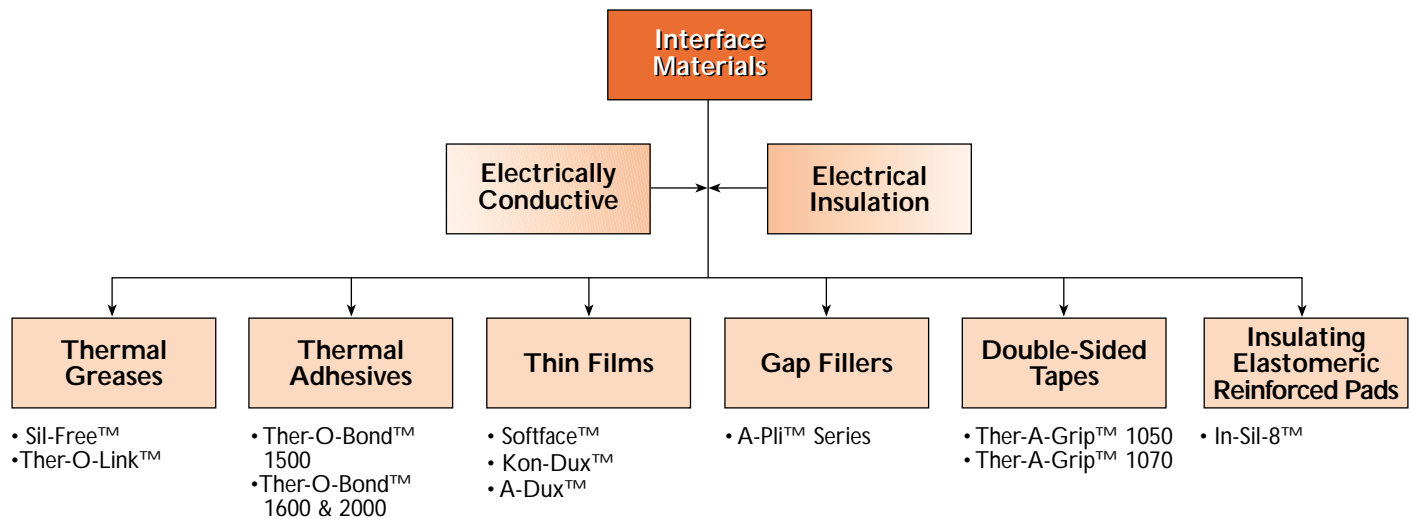 Interface
Materials
Electrically
Conductive
Electrical
Insulation
Thermal
Greases
Thermal
Adhesives
Thin Films
Gap Fillers
Double-Sided
Tapes
Insulating
Elastomeric
Reinforced Pads
• Sil-Free™
•Ther-O-Link™
• Ther-O-Bond™
1500
•Ther-O-Bond™
1600 & 2000
• Softface™
• Kon-Dux™
• A-Dux™
• A-Pli™ Series
• Ther-A-Grip™ 1050
• Ther-A-Grip™ 1070
• In-Sil-8™